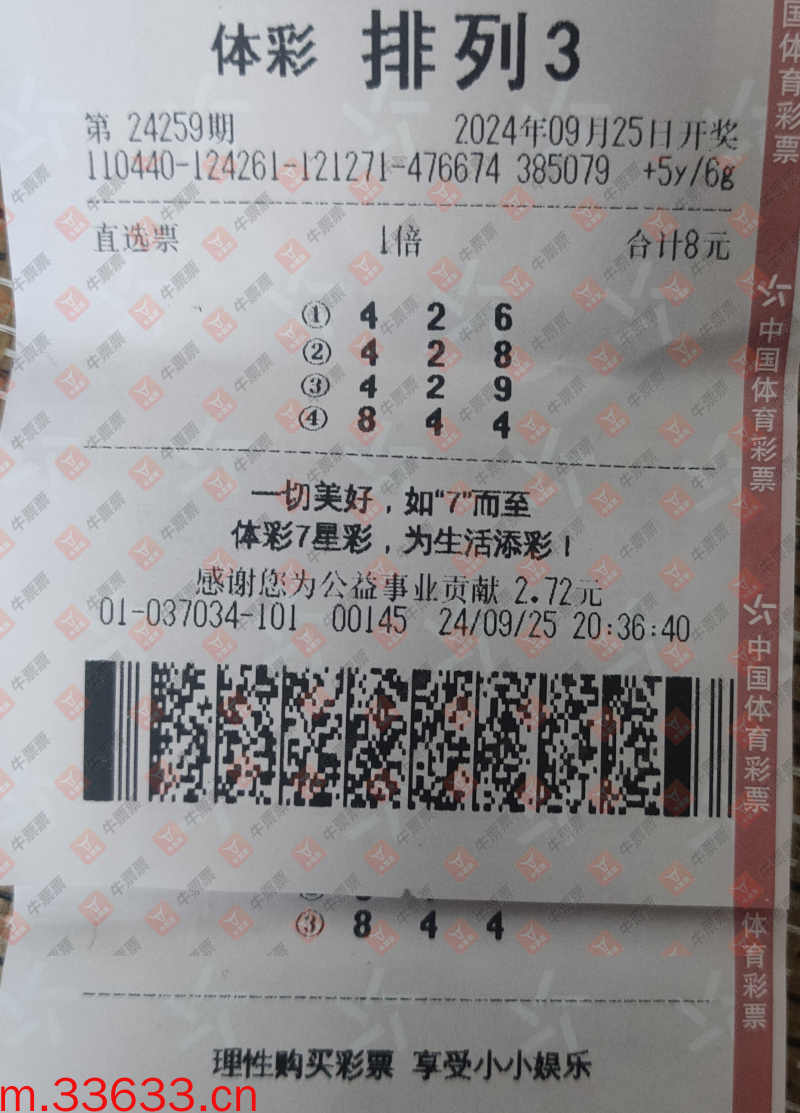 体彩 排列3
第 24259期 2024年09月25日开奖
110440-124261-121271-476674 385079 +5y/6g
直选票 1倍 合计8元
① 4 2 6
② 4 2 8
③ 4 2 9
④ 8 4 4
一切美好，如“7”而至
体彩7星彩，为生活添彩！
感谢您为公益事业贡献 2.72元
01-037034-101 00145 24/09/25 20:36:40
③ 8 4 4
理性购买彩票 享受小小娱乐
m.33633.cn
国体育彩票
中国体育彩票
中国体育彩票
体育彩票
牛票票